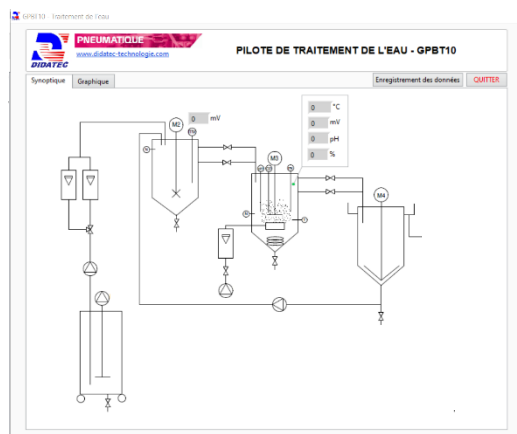 GPBT10 - Traitement de l'eau
PNEUMATIQUE
www.didatec-technologie.com
DIDATEC
PILOTE DE TRAITEMENT DE L'EAU - GPBT10
Synoptique Graphique Enregistrement des données QUITTER
M2 0 mV
0 °C
0 mV
0 pH
0 %
M3
M4